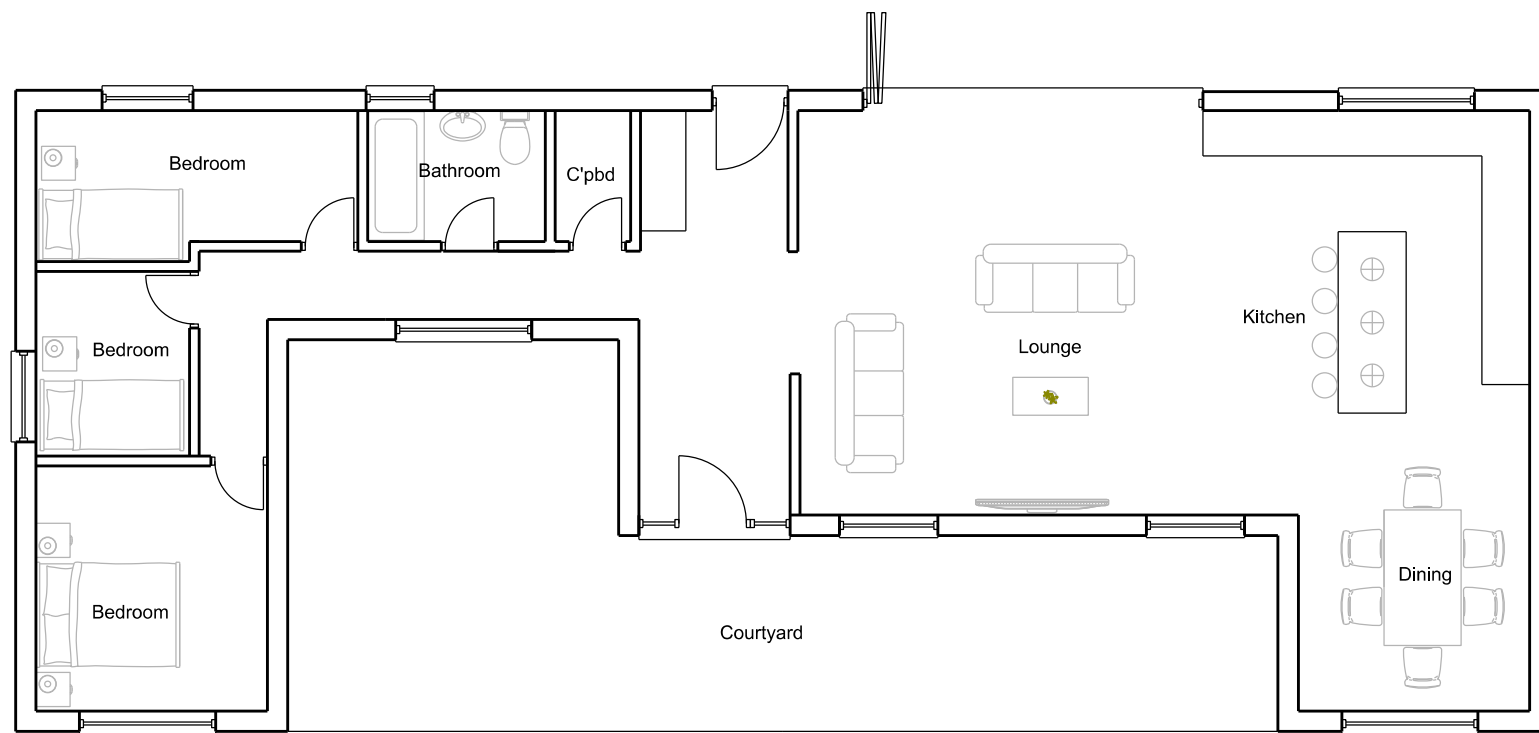 Bedroom
Bathroom
C'pbd
Kitchen
Lounge
Bedroom
Dining
Bedroom
Courtyard